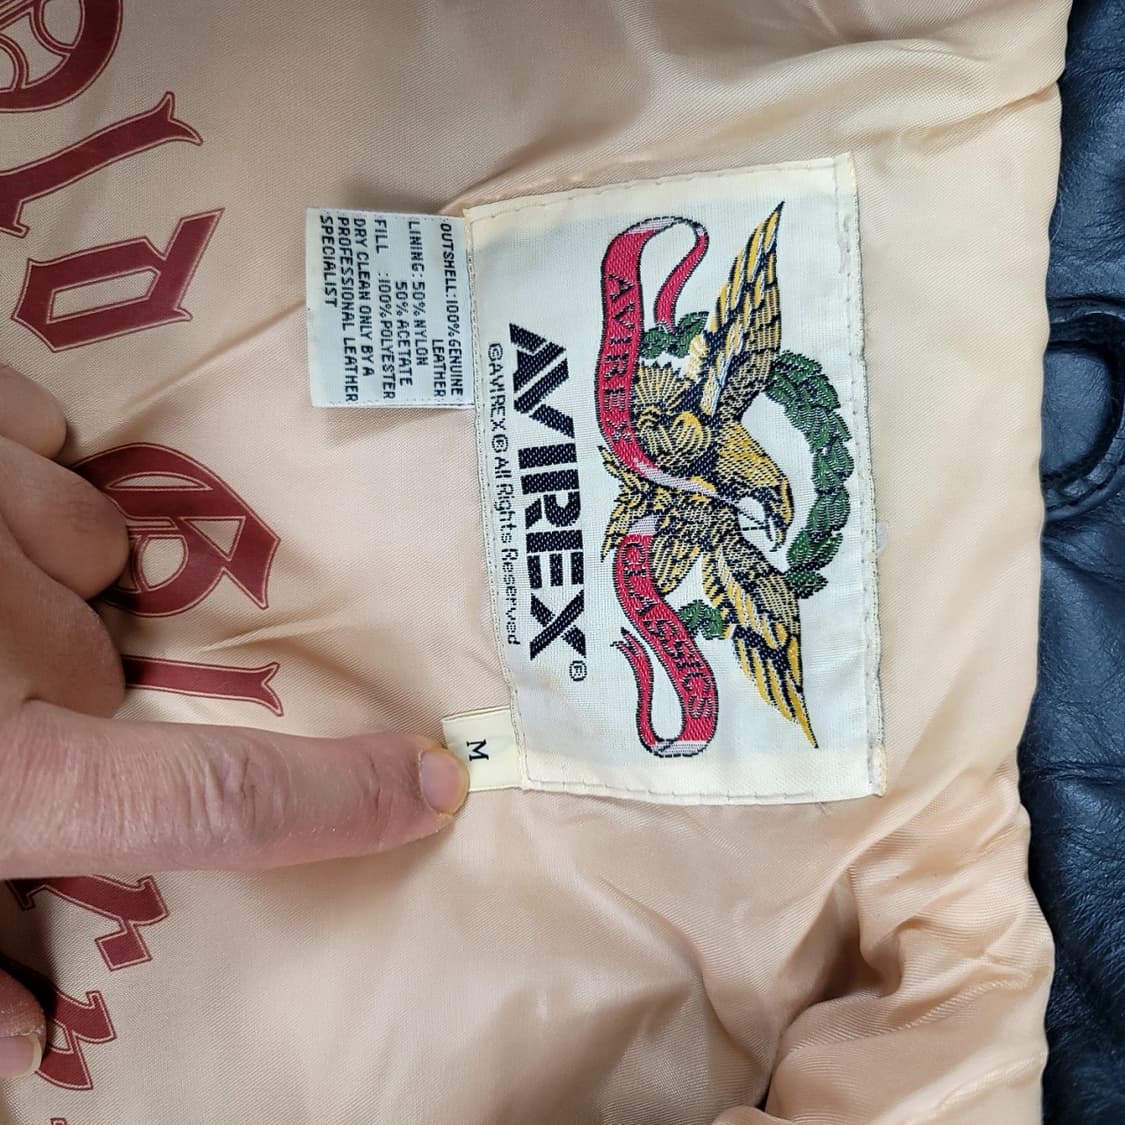 AVIREX
CLASSICS
AVIREX®
©AVIREX® All Rights Reserved
M
OUTSHELL:100%GENUINE
LEATHER
LINING:50%NYLON
50%ACETATE
FILL :100%POLYESTER
DRY CLEAN ONLY BY A
PROFESSIONAL LEATHER
SPECIALIST